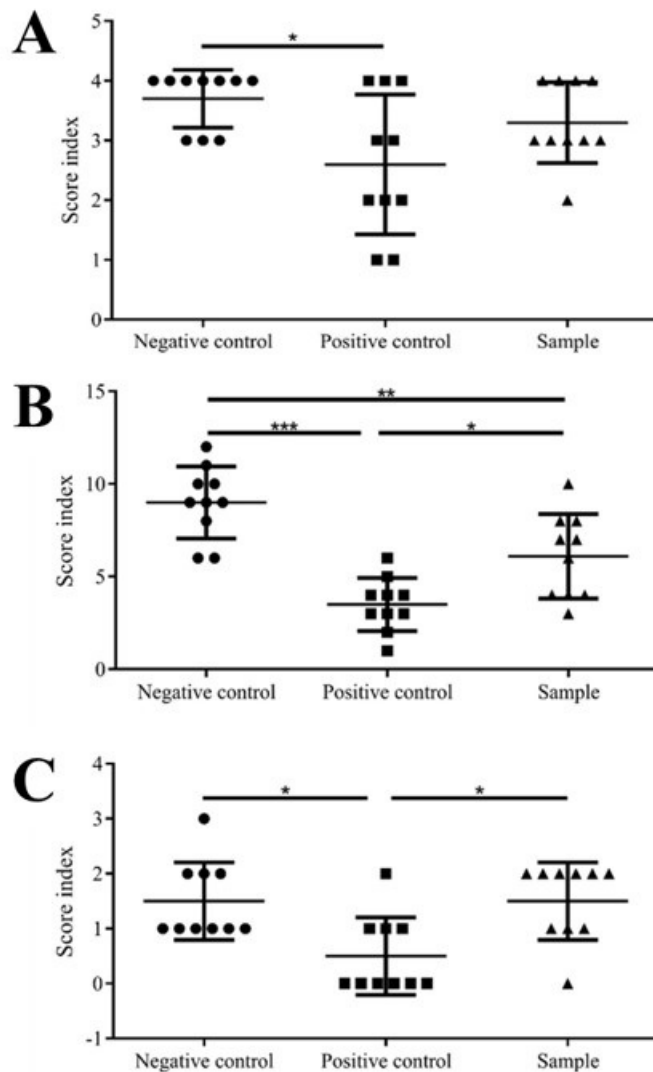 A
5
4
3
2
1
0
Score index
*
Negative control
Positive control
Sample
B
15
10
5
0
Score index
**
***
*
Negative control
Positive control
Sample
C
4
3
2
1
0
-1
Score index
*
*
Negative control
Positive control
Sample